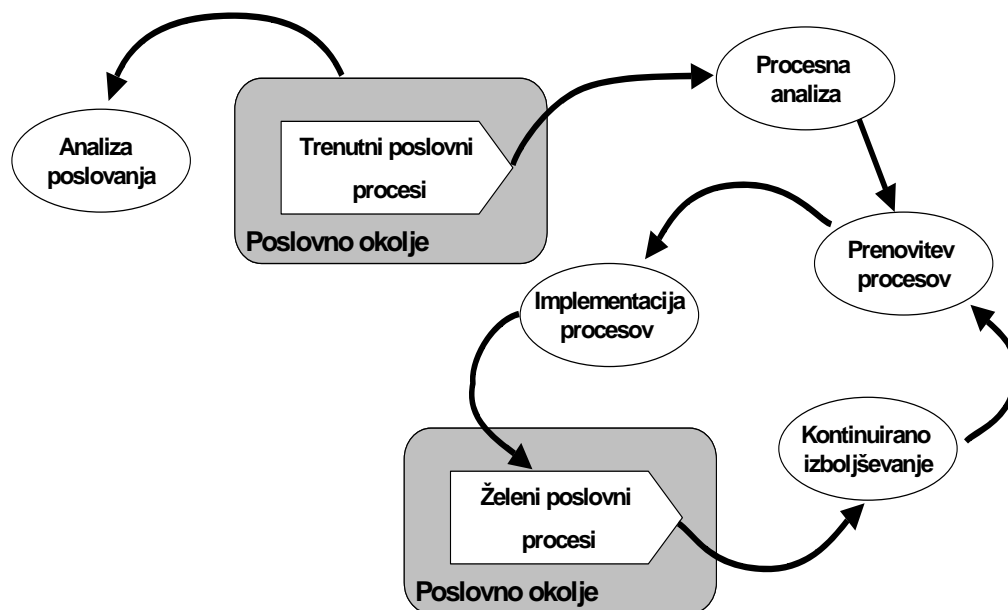 Procesna
analiza
Analiza
poslovanja
Trenutni poslovni
procesi
Poslovno okolje
Prenovitev
procesov
Implementacija
procesov
Kontinuirano
izboljševanje
Želeni poslovni
procesi
Poslovno okolje